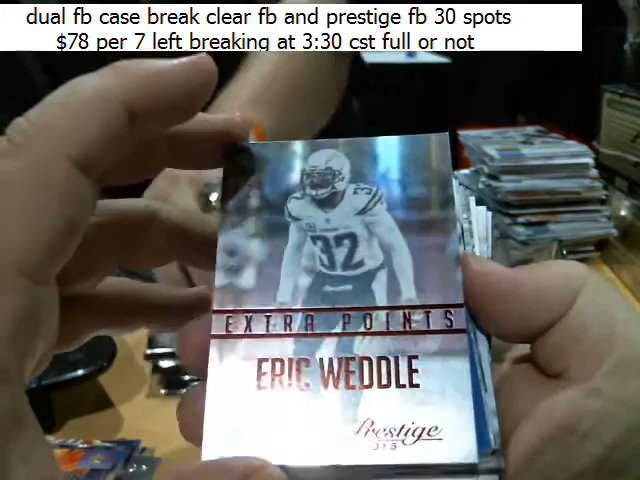 dual fb case break clear fb and prestige fb 30 spots
$78 per 7 left breaking at 3:30 cst full or not
32
32
EXTRA POINTS
ERIC WEDDLE
Prestige